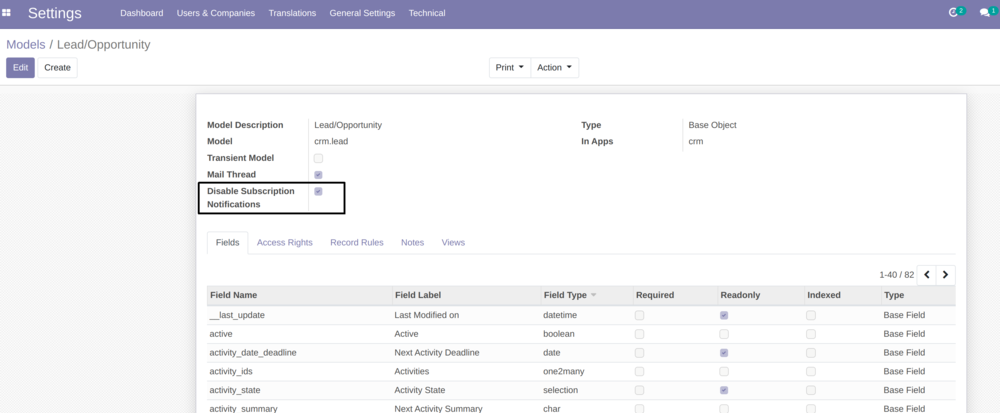 Settings Dashboard Users & Companies Translations General Settings Technical 2 1
Models / Lead/Opportunity
Edit Create Print Action
Model Description Lead/Opportunity Type Base Object
Model crm.lead In Apps crm
Transient Model
Mail Thread
Disable Subscription
Notifications
Fields Access Rights Record Rules Notes Views
1-40 / 82
Field Name Field Label Field Type Required Readonly Indexed Type
__last_update Last Modified on datetime Base Field
active Active boolean Base Field
activity_date_deadline Next Activity Deadline date Base Field
activity_ids Activities one2many Base Field
activity_state Activity State selection Base Field
activity_summary Next Activity Summary char Base Field